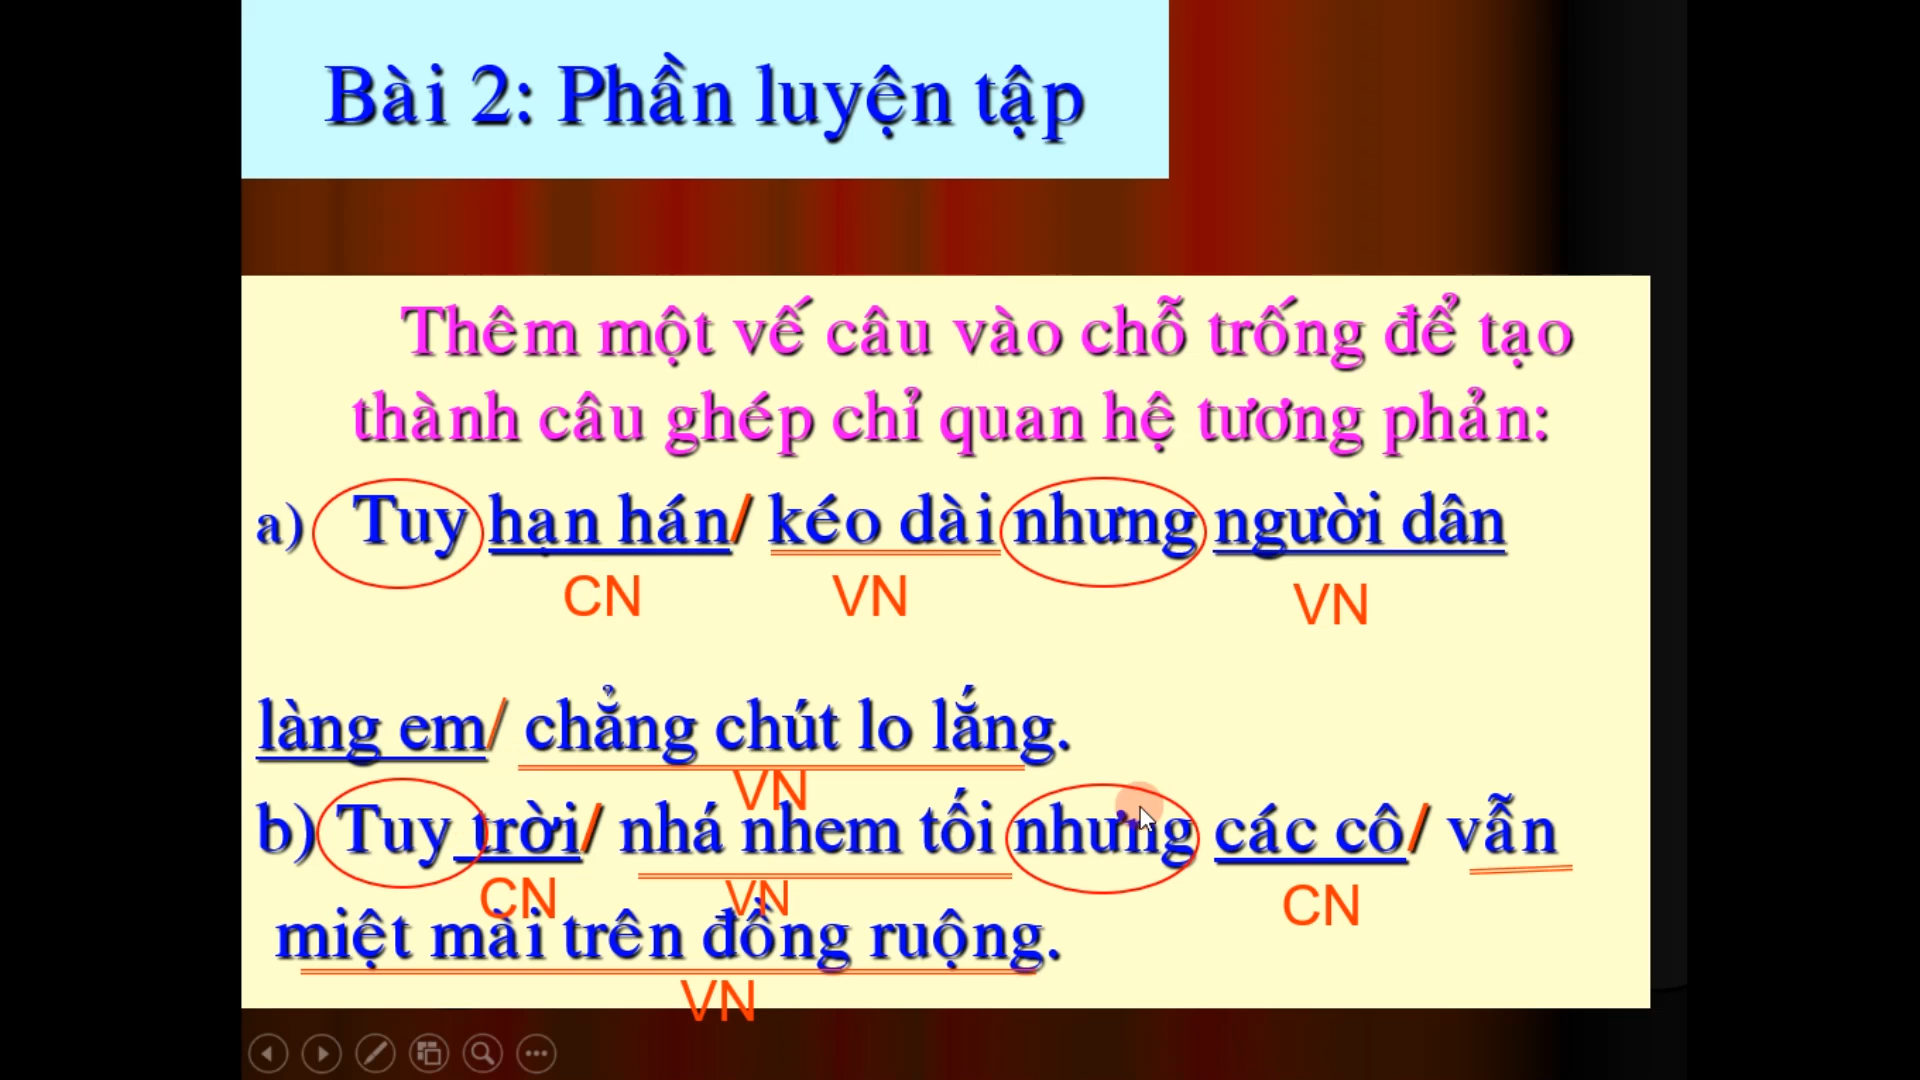 Bài 2: Phần luyện tập
Thêm một vế câu vào chỗ trống để tạo
thành câu ghép chỉ quan hệ tương phản:
a) Tuy hạn hán/ kéo dài nhưng người dân
CN VN VN
làng em/ chẳng chút lo lắng.
VN
b) Tuy trời/ nhá nhem tối nhưng các cô/ vẫn
CN VN CN
miệt mài trên đồng ruộng.
VN